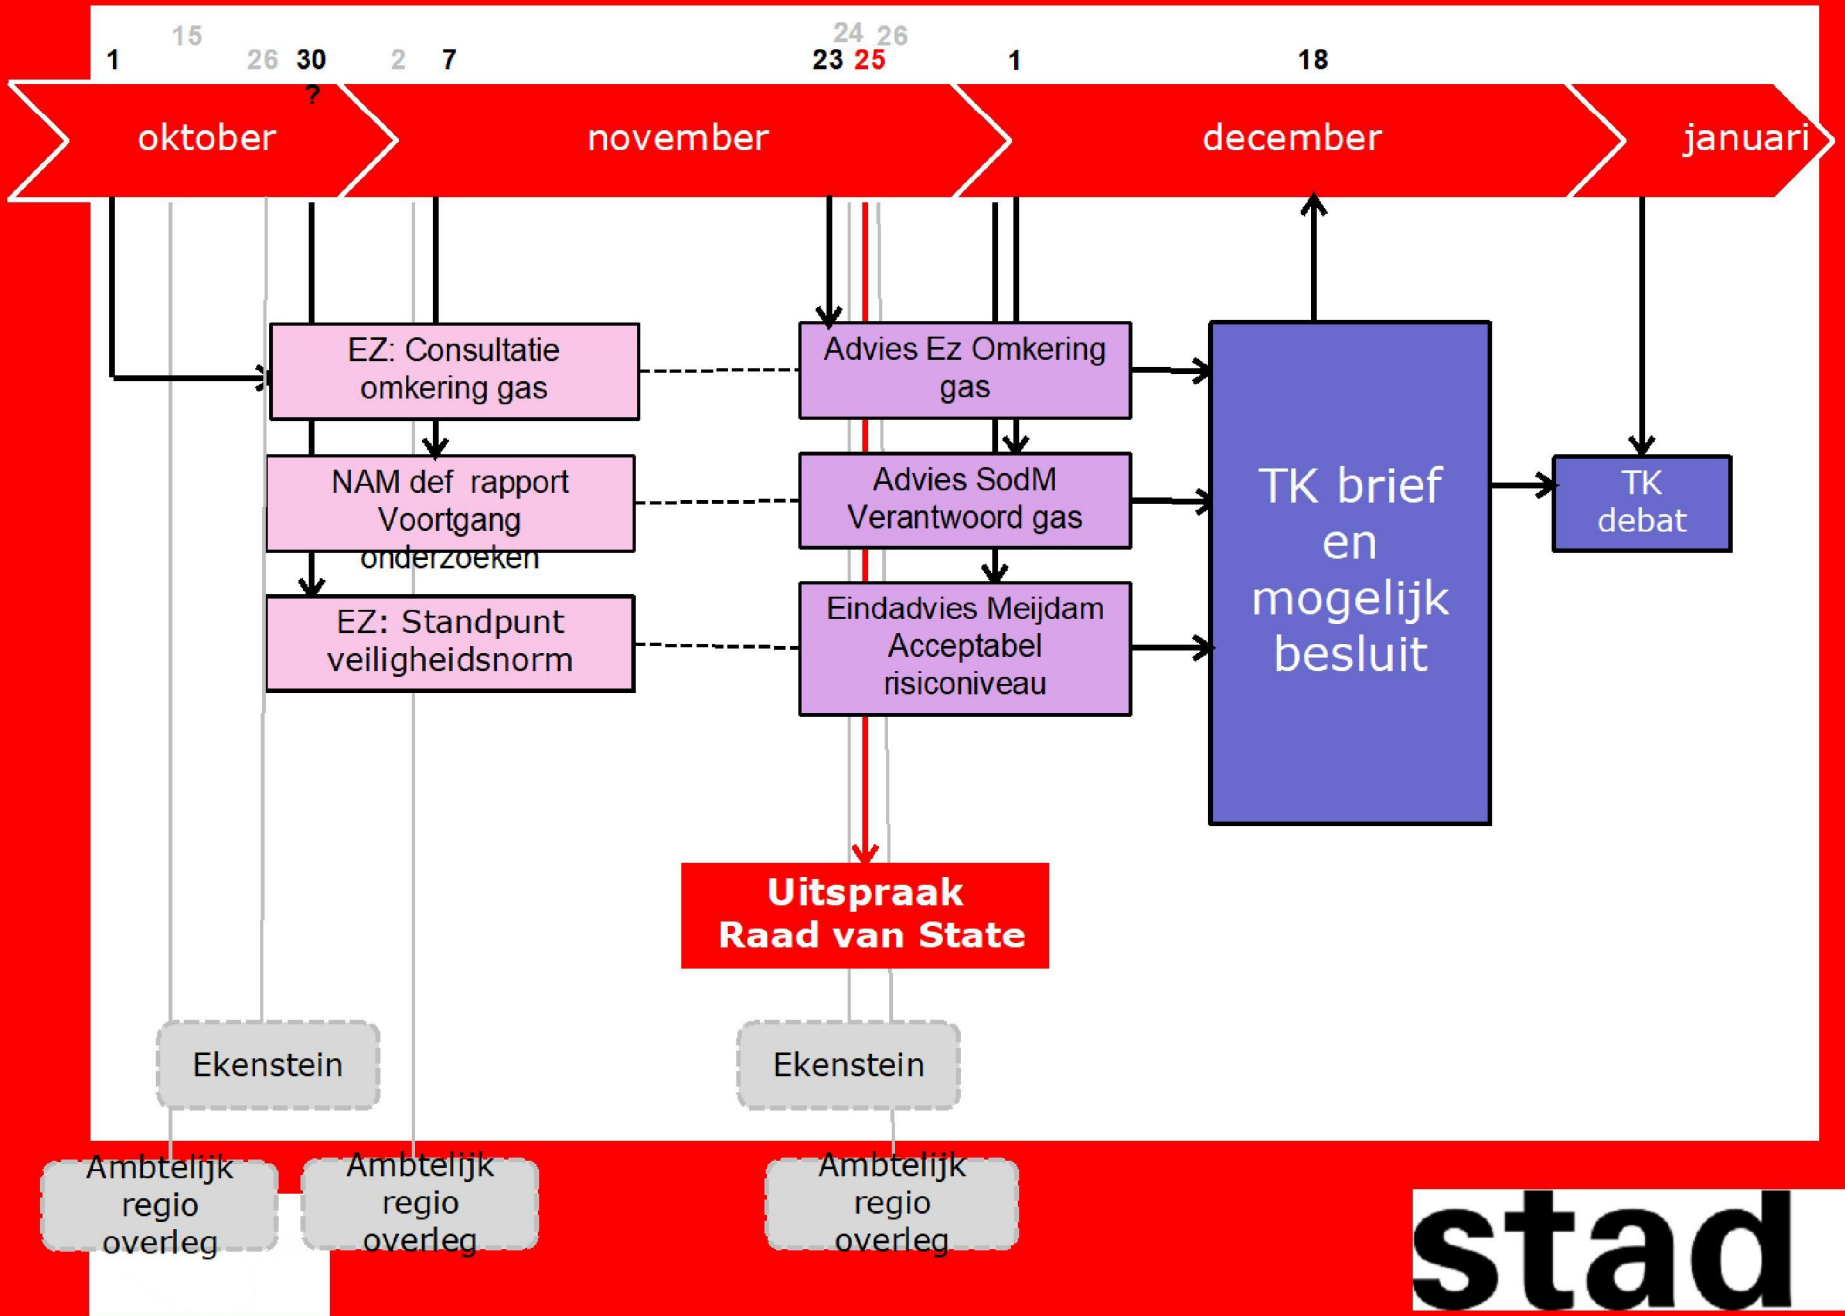 15
24
26
1
26
30
2
7
23
25
1
18
?
oktober
november
december
januari
EZ: Consultatie
omkering gas
Advies Ez Omkering
gas
NAM def rapport
Voortgang
onderzoeken
Advies SodM
Verantwoord gas
EZ: Standpunt
veiligheidsnorm
Eindadvies Meijdam
Acceptabel
risiconiveau
TK brief
en
mogelijk
besluit
TK
debat
Uitspraak
Raad van State
Ekenstein
Ekenstein
Ambtelijk
regio
overleg
Ambtelijk
regio
overleg
Ambtelijk
regio
overleg
stad